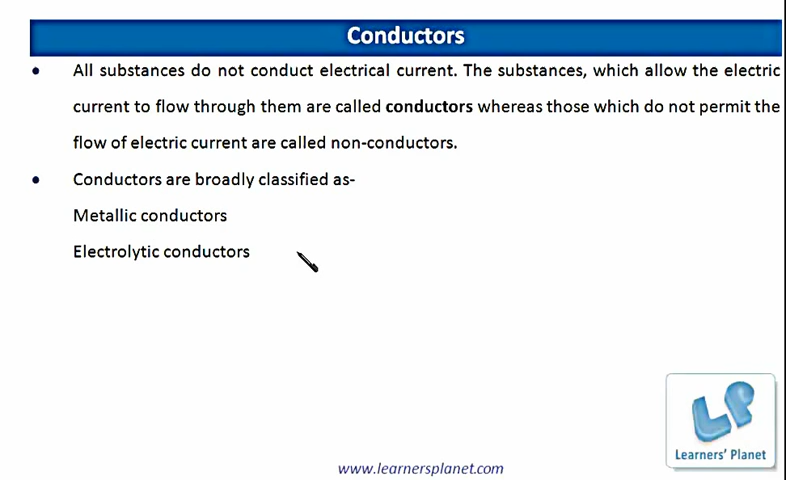 Conductors
• All substances do not conduct electrical current. The substances, which allow the electric
current to flow through them are called conductors whereas those which do not permit the
flow of electric current are called non-conductors.
• Conductors are broadly classified as-
Metallic conductors
Electrolytic conductors
LP
Learners' Planet
www.learnersplanet.com